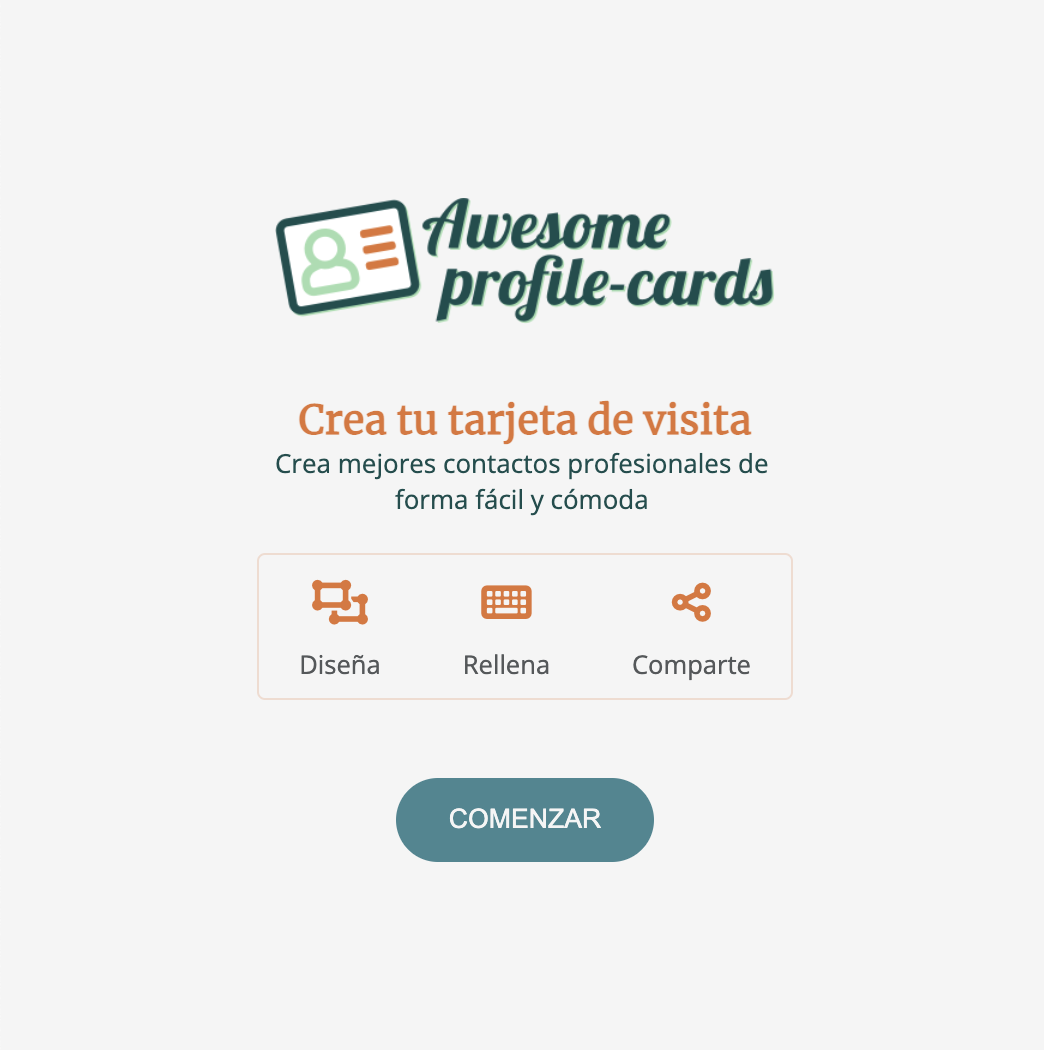 Awesome
profile-cards
Crea tu tarjeta de visita
Crea mejores contactos profesionales de
forma fácil y cómoda
Diseña Rellena Comparte
COMENZAR